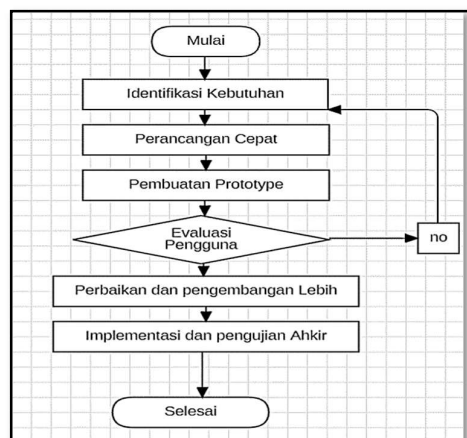 Mulai
Identifikasi Kebutuhan
Perancangan Cepat
Pembuatan Prototype
Evaluasi
Pengguna
no
Perbaikan dan pengembangan Lebih
Implementasi dan pengujian Ahkir
Selesai